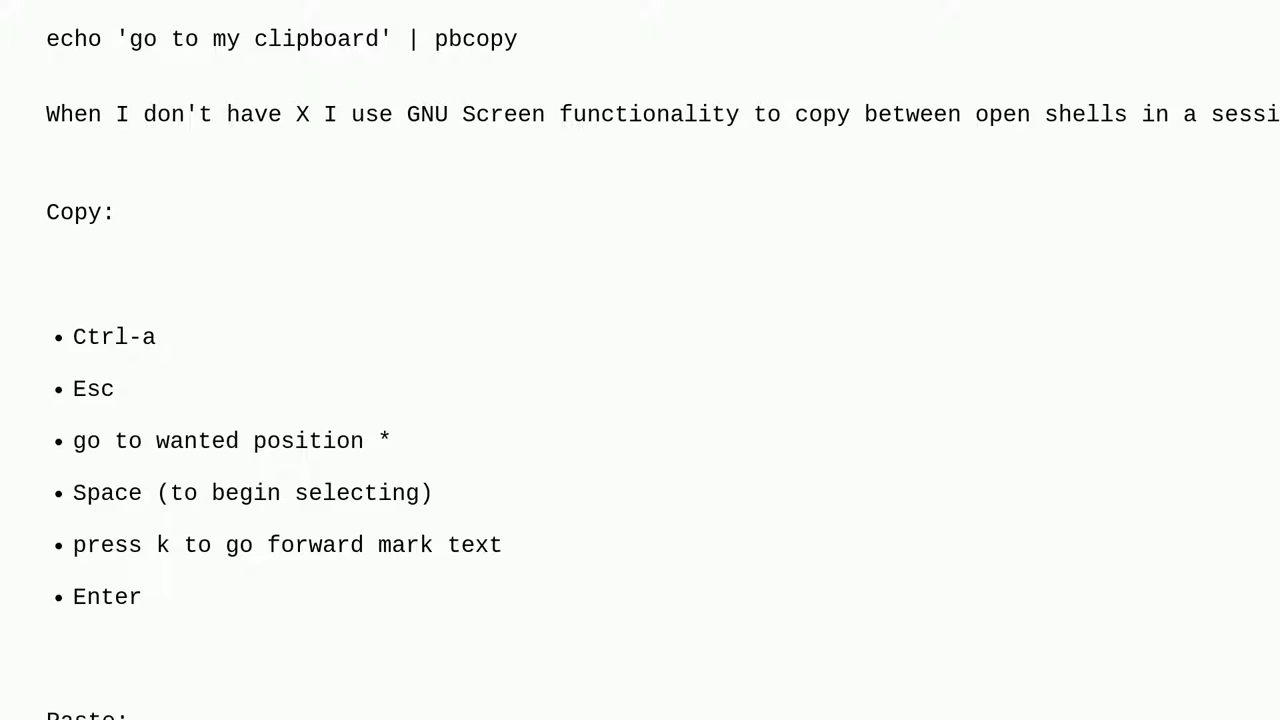 echo 'go to my clipboard' | pbcopy
When I don't have X I use GNU Screen functionality to copy between open shells in a sessi
Copy:
• Ctrl-a
• Esc
• go to wanted position *
• Space (to begin selecting)
• press k to go forward mark text
• Enter
Paste: